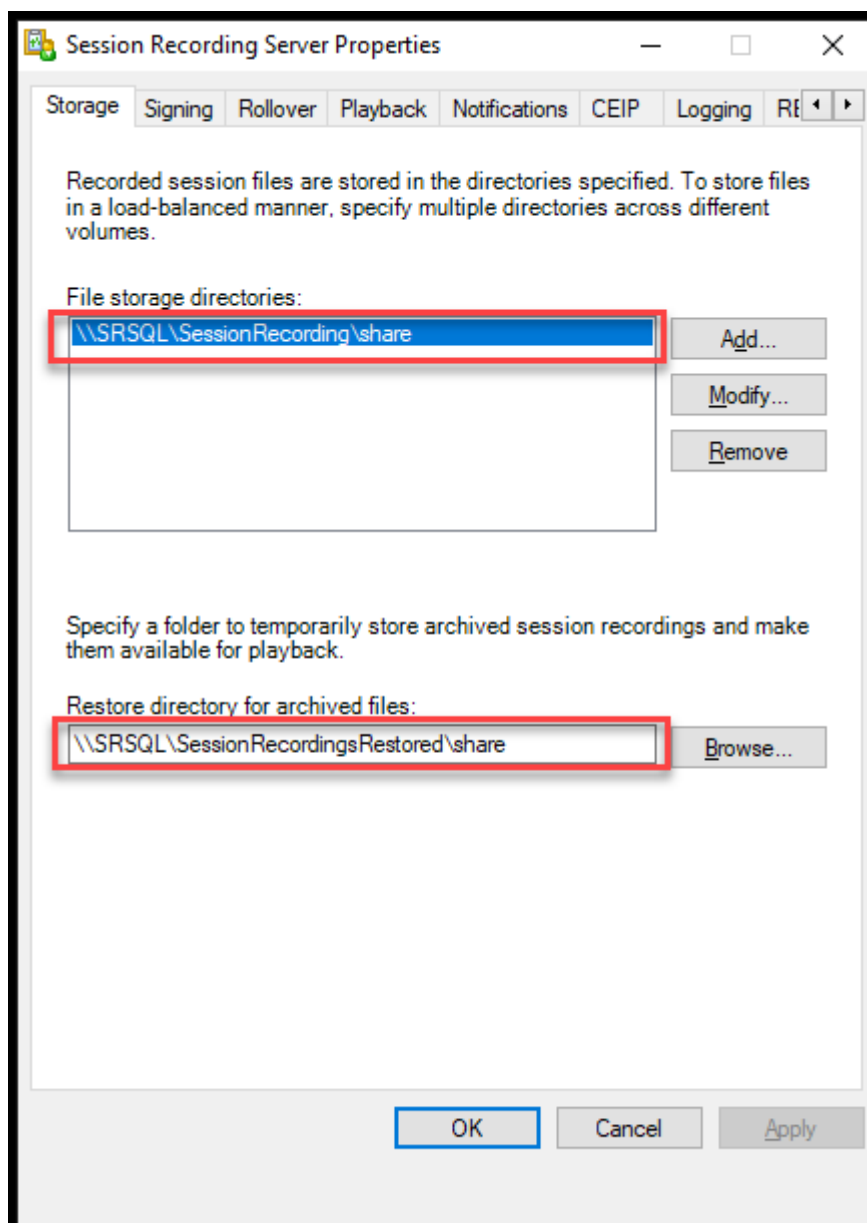 Session Recording Server Properties
Storage Signing Rollover Playback Notifications CEIP Logging RE
Recorded session files are stored in the directories specified. To store files
in a load-balanced manner, specify multiple directories across different
volumes.
File storage directories:
\\SRSQL\SessionRecording\share
Add...
Modify...
Remove
Specify a folder to temporarily store archived session recordings and make
them available for playback.
Restore directory for archived files:
\\SRSQL\SessionRecordingsRestored\share
Browse...
OK Cancel Apply